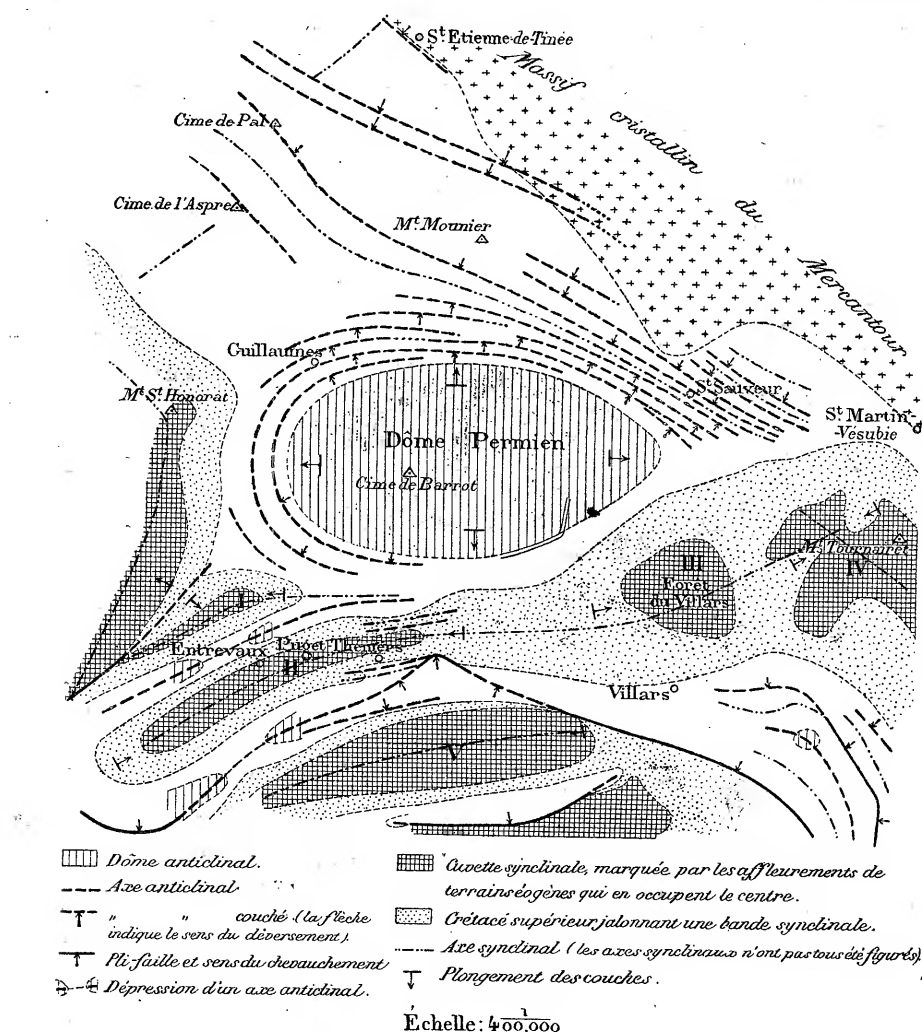 St. Etienne-de-Tinée
Massif
cristallin
du
Mercantour
Cime de Pal
Cime de l'Aspre
Mt. Mounier
Guillaumes
Mt. St. Honorat
St. Sauveur
St. Martin-
Vésubie
Dôme Permien
Cime de Barrot
III
Forêt
du Villars
Mt. Tournairet
IV
I
Entrevaux
Puget-Théniers
II
Villars
V
Dôme anticlinal.
Axe anticlinal
" " couché (la flèche
indique le sens du déversement).
Pli-faille et sens du chevauchement
Dépression d'un axe anticlinal.
Cuvette synclinale, marquée par les affleurements de
terrains éogènes qui en occupent le centre.
Crétacé supérieur jalonnant une bande synclinale.
Axe synclinal (les axes synclinaux n'ont pas tous été figurés).
Plongement des couches.
Échelle: 1/400.000